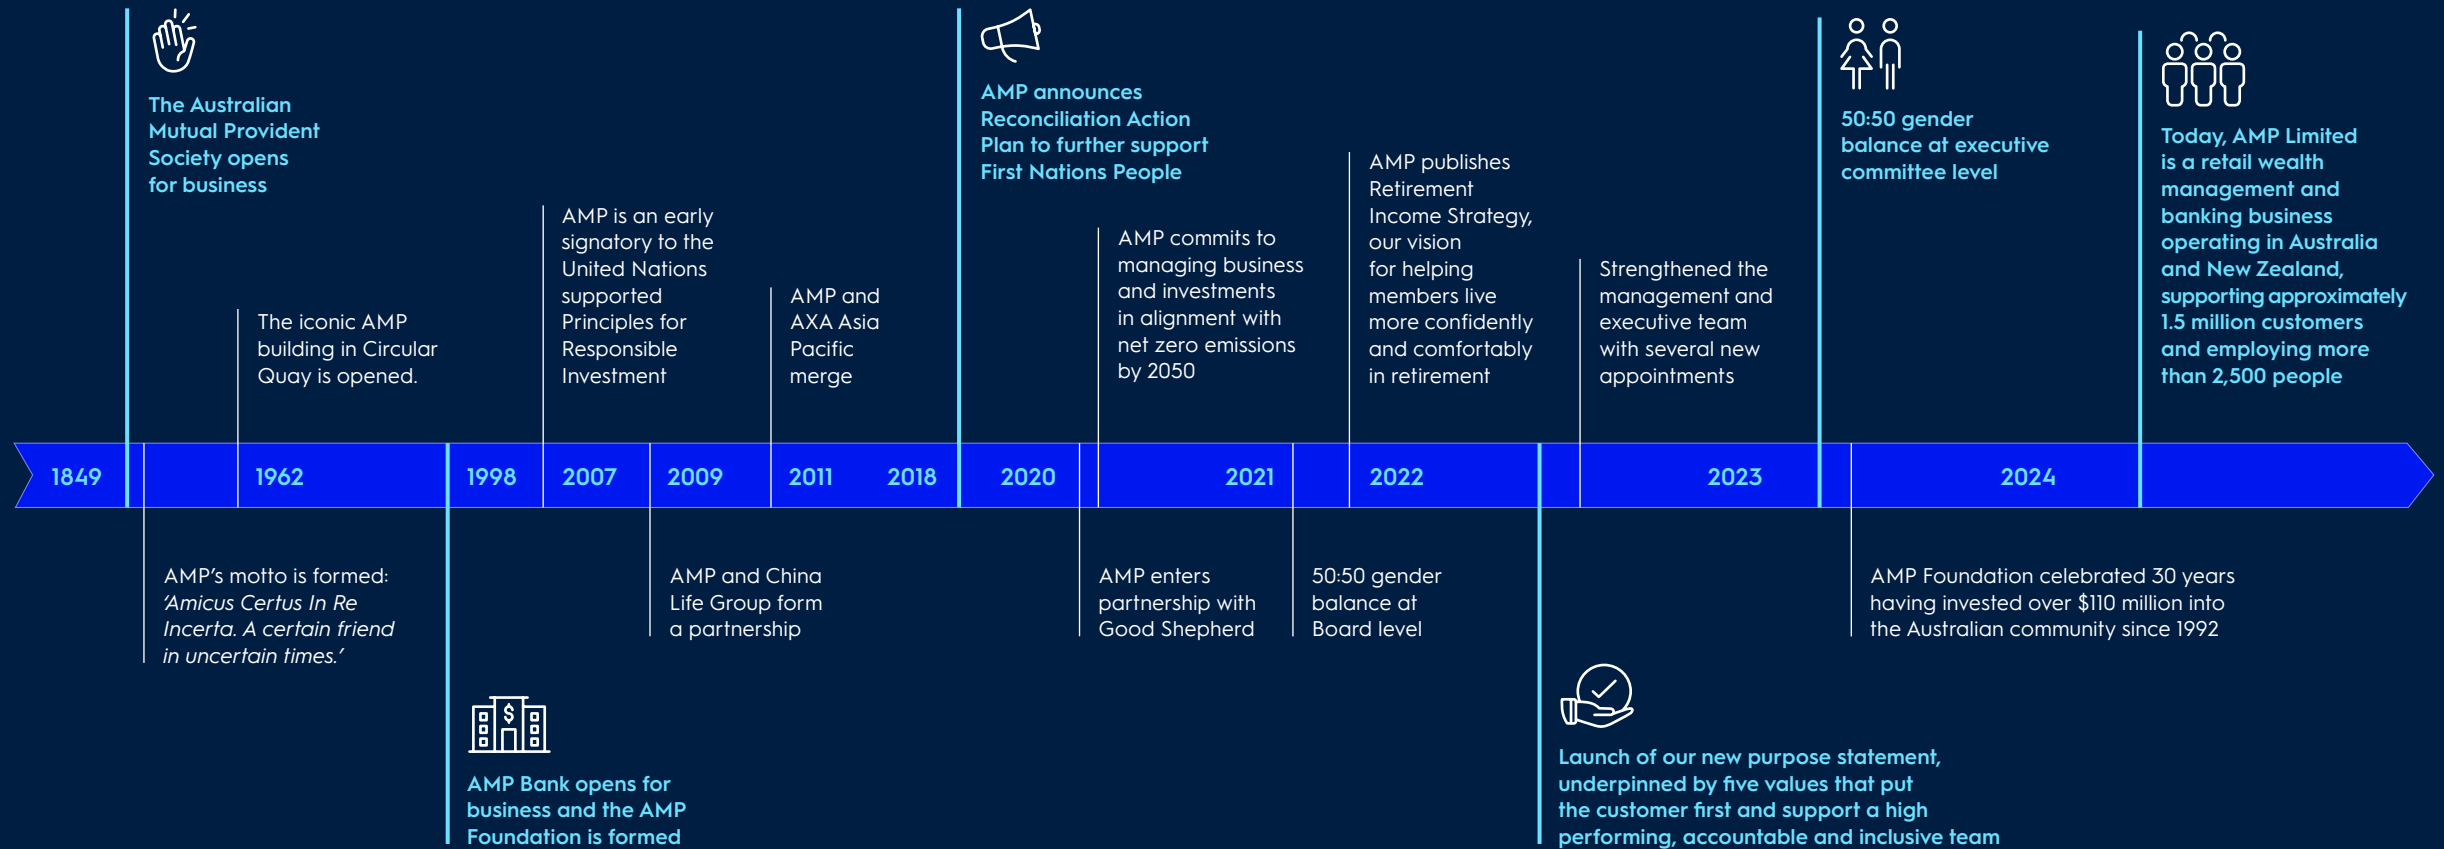 The Australian
Mutual Provident
Society opens
for business
The iconic AMP
building in Circular
Quay is opened.
AMP is an early
signatory to the
United Nations
supported
Principles for
Responsible
Investment
AMP and
AXA Asia
Pacific
merge
AMP announces
Reconciliation Action
Plan to further support
First Nations People
AMP commits to
managing business
and investments
in alignment with
net zero emissions
by 2050
AMP publishes
Retirement
Income Strategy,
our vision
for helping
members live
more confidently
and comfortably
in retirement
Strengthened the
management and
executive team
with several new
appointments
50:50 gender
balance at executive
committee level
Today, AMP Limited
is a retail wealth
management and
banking business
operating in Australia
and New Zealand,
supporting approximately
1.5 million customers
and employing more
than 2,500 people
1849 1962 1998 2007 2009 2011 2018 2020 2021 2022 2023 2024
AMP's motto is formed:
'Amicus Certus In Re
Incerta. A certain friend
in uncertain times.'
$
AMP Bank opens for
business and the AMP
Foundation is formed
AMP and China
Life Group form
a partnership
AMP enters
partnership with
Good Shepherd
50:50 gender
balance at
Board level
Launch of our new purpose statement,
underpinned by five values that put
the customer first and support a high
performing, accountable and inclusive team
AMP Foundation celebrated 30 years
having invested over $110 million into
the Australian community since 1992